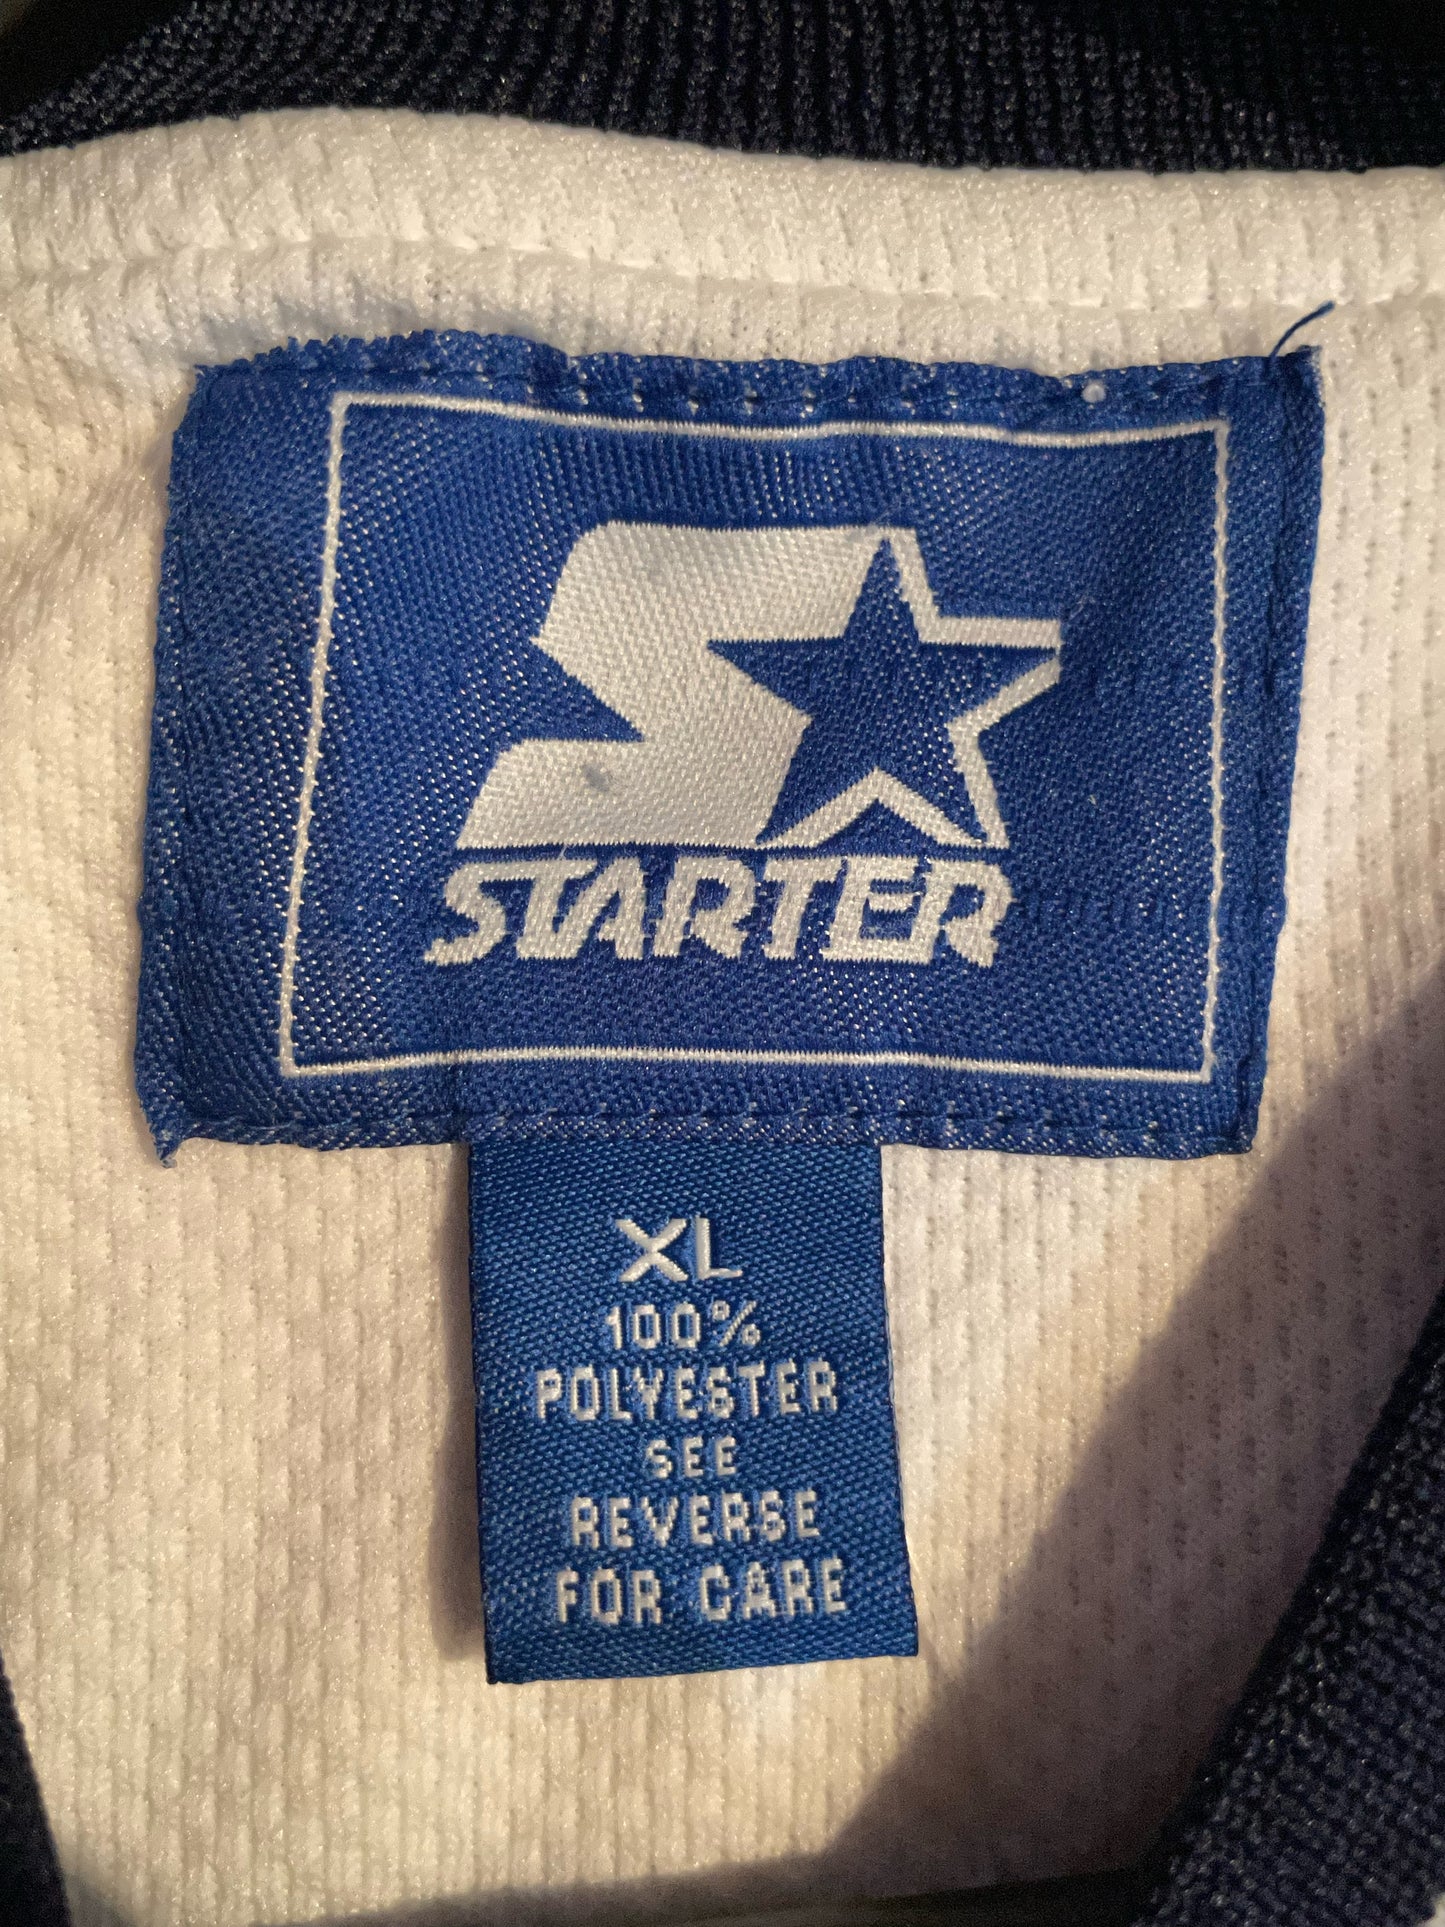 STARTER
XL
100%
POLYESTER
SEE
REVERSE
FOR CARE